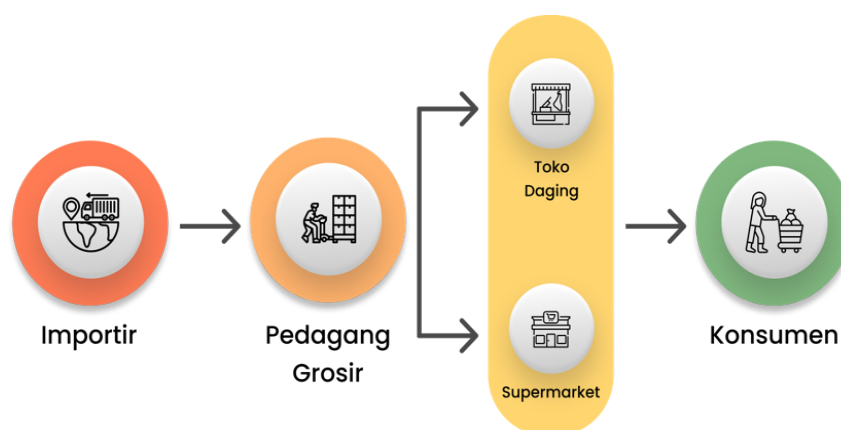 Importir
Pedagang
Grosir
Toko
Daging
Supermarket
Konsumen